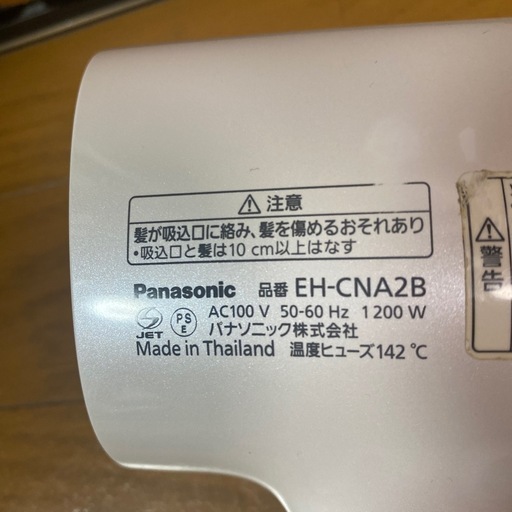 注意
髪が吸込口に絡み、髪を傷めるおそれあり
・吸込口と髪は10 cm以上はなす
Panasonic 品番 EH-CNA2B
JET PS E AC100 V 50-60 Hz 1200 W
パナソニック株式会社
Made in Thailand 温度ヒューズ142 ℃
警告